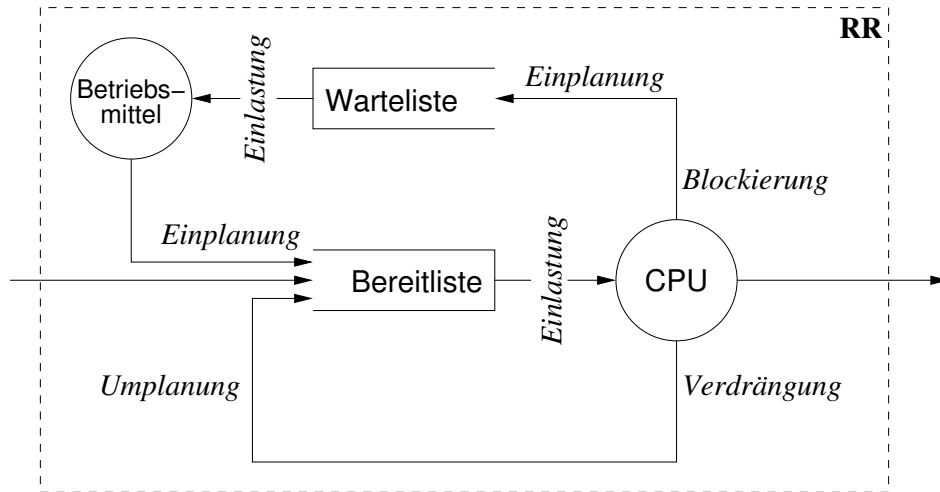 RR
Betriebs–
mittel
Einlastung
Warteliste
Einplanung
Blockierung
Einplanung
Bereitliste
Einlastung
CPU
Umplanung
Verdrängung